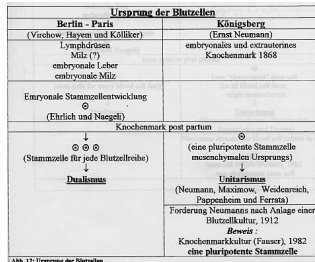 Ursprung der Blutzellen
Berlin - Paris
(Virchow, Hayem und Kölliker)
Königsberg
(Ernst Neumann)
Lymphdrüsen
Milz (?)
embryonale Leber
embryonale Milz
embryonales und extrauterines
Knochenmark 1868
Emryonale Stammzellentwicklung
(Ehrlich und Naegeli)
Knochenmark post partum
(Stammzelle für jede Blutzellreihe)
Dualismus
(eine pluripotente Stammzelle
mesenchymalen Ursprungs)
Unitarismus
(Neumann, Maximow, Weidenreich,
Pappenheim und Ferrata)
Forderung Neumanns nach Anlage einer
Blutzellkultur, 1912
Beweis :
Knochenmarkkultur (Fauser), 1982
eine pluripotente Stammzelle
Abb. 12: Ursprung der Blutzellen